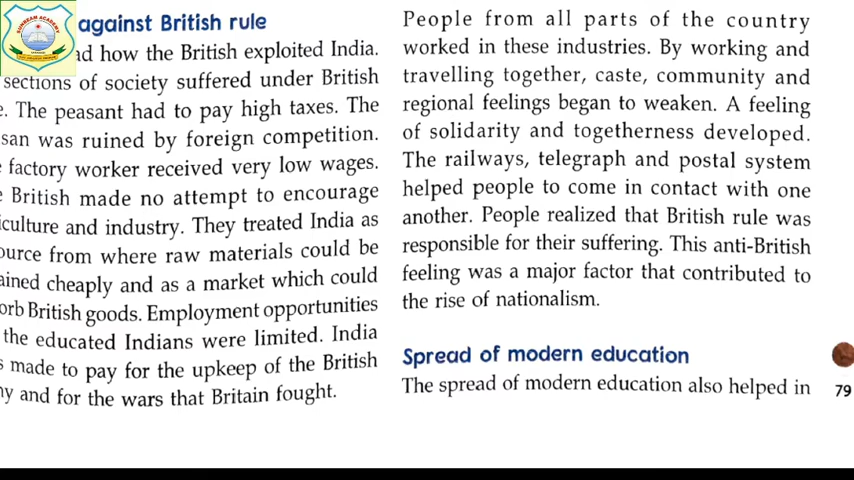 against British rule
how the British exploited India.
sections of society suffered under British
The peasant had to pay high taxes. The
was ruined by foreign competition.
factory worker received very low wages.
British made no attempt to encourage
and industry. They treated India as
from where raw materials could be
cheaply and as a market which could
British goods. Employment opportunities
the educated Indians were limited. India
made to pay for the upkeep of the British
and for the wars that Britain fought.
People from all parts of the country
worked in these industries. By working and
travelling together, caste, community and
regional feelings began to weaken. A feeling
of solidarity and togetherness developed.
The railways, telegraph and postal system
helped people to come in contact with one
another. People realized that British rule was
responsible for their suffering. This anti-British
feeling was a major factor that contributed to
the rise of nationalism.
Spread of modern education
The spread of modern education also helped in
79
SUNBEAM ACADEMY